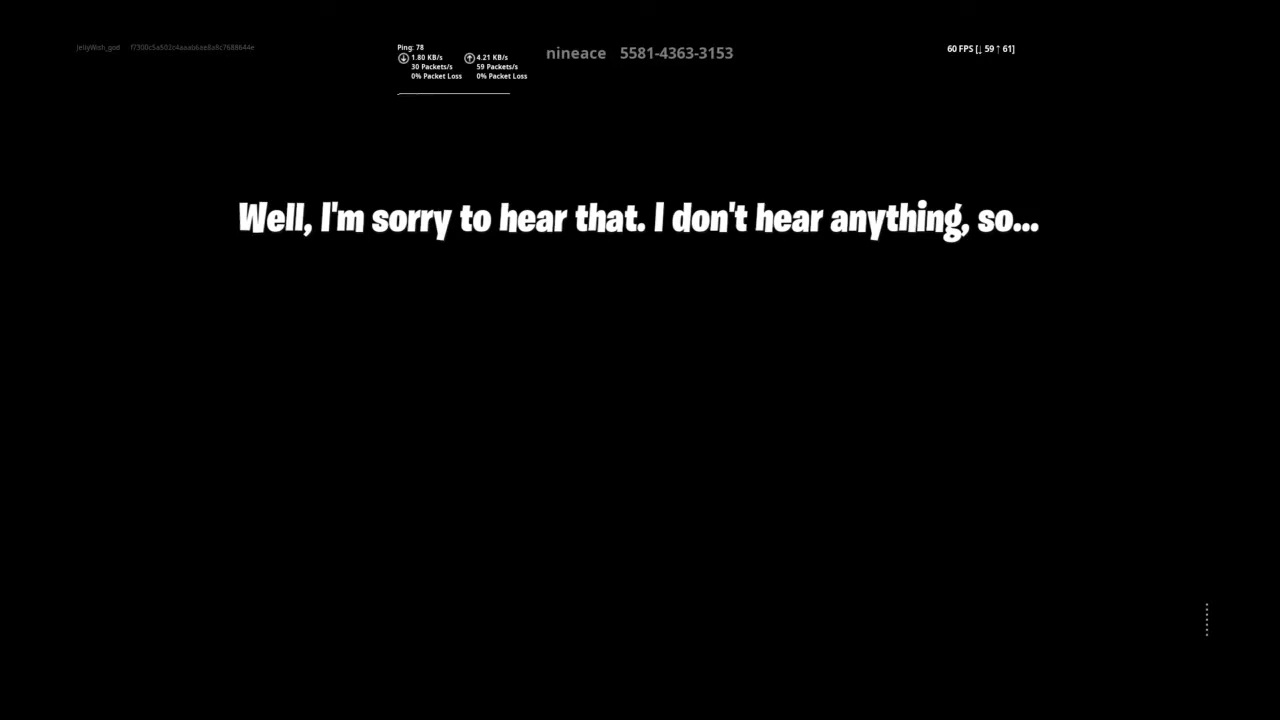 JellyWish_god
Ping: 78
1.80 KB/s 4.21 KB/s
30 Packets/s 59 Packets/s
0% Packet Loss 0% Packet Loss
nineace 5581-4363-3153
60 FPS [↓ 59 ↑ 61]
Well, I'm sorry to hear that. I don't hear anything, so...